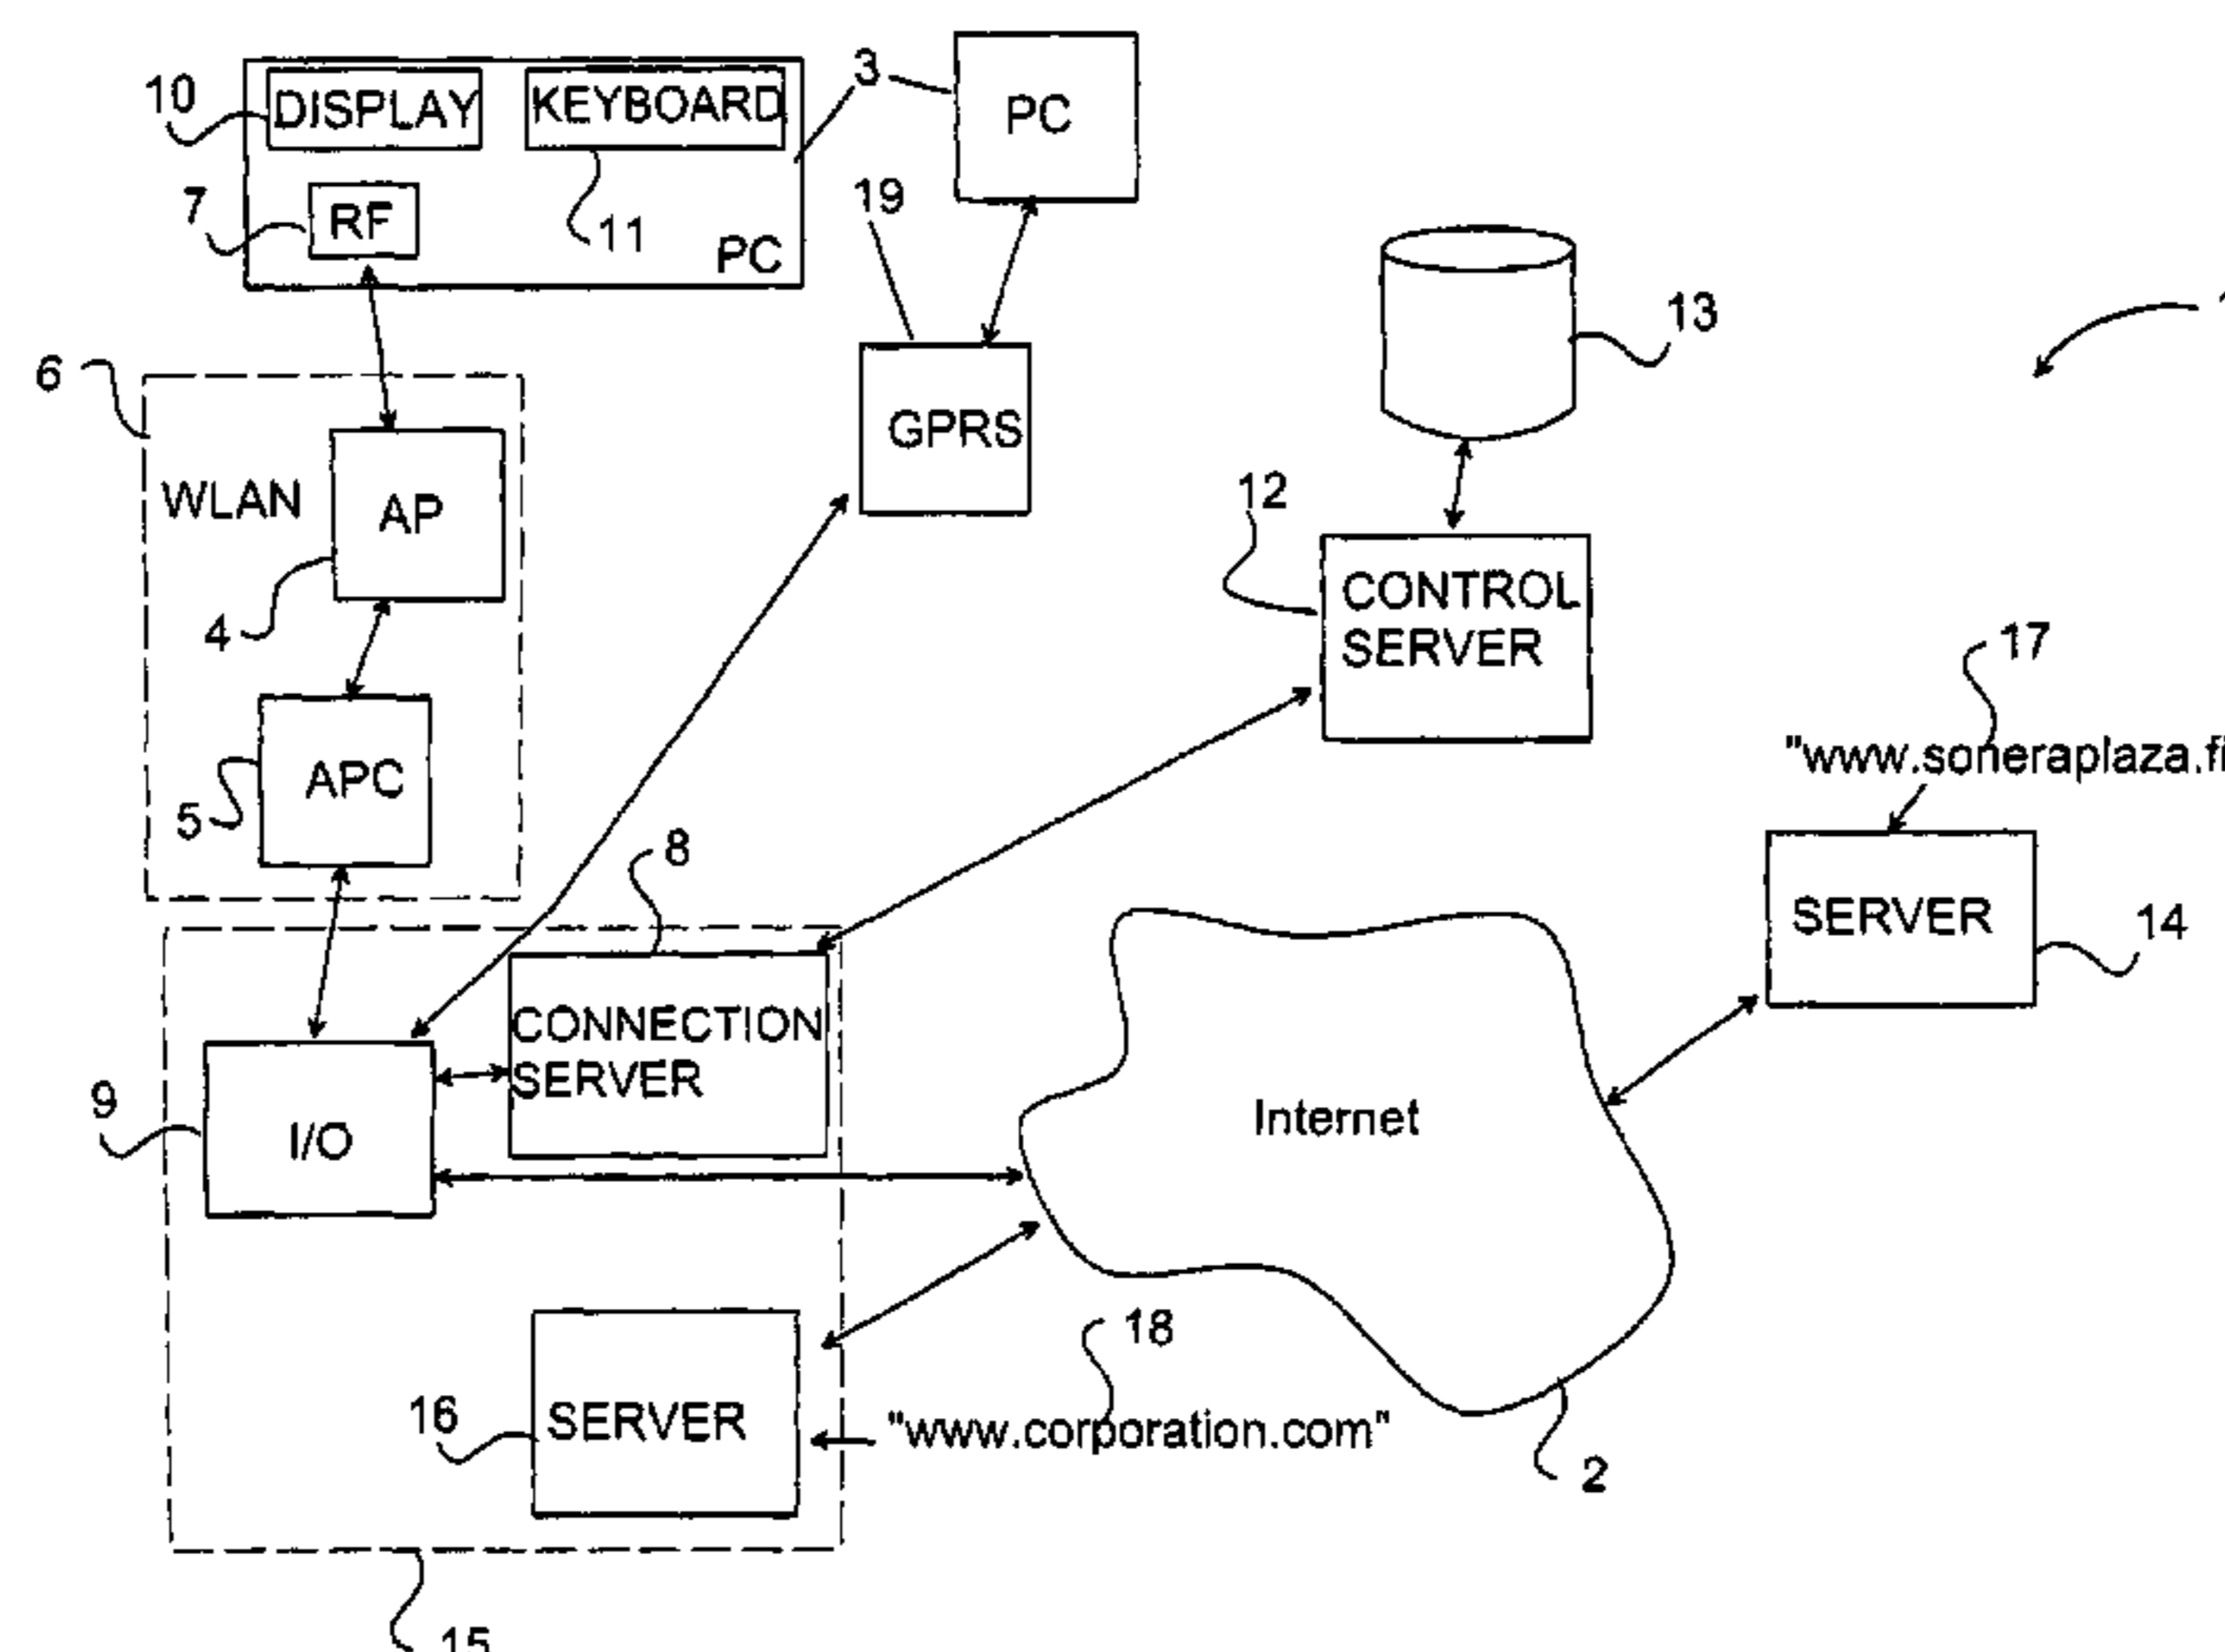 10
DISPLAY
KEYBOARD
3
PC
7
RF
11
PC
19
13
6
WLAN
AP
GPRS
12
CONTROL
SERVER
4
17
"www.soneraplaza.fi
5
APC
8
SERVER
14
CONNECTION
SERVER
9
I/O
Internet
18
16
SERVER
"www.corporation.com"
2
15